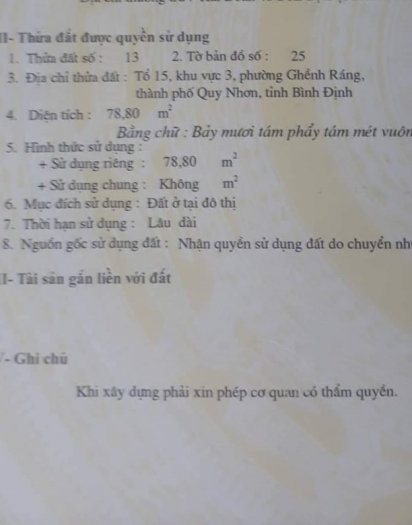 II- Thửa đất được quyền sử dụng
1. Thửa đất số : 13 2. Tờ bản đồ số : 25
3. Địa chỉ thửa đất : Tổ 15, khu vực 3, phường Ghềnh Ráng,
thành phố Quy Nhơn, tỉnh Bình Định
4. Diện tích : 78,80 m²
Bằng chữ : Bảy mươi tám phẩy tám mét vuôn
5. Hình thức sử dụng :
+ Sử dụng riêng : 78,80 m²
+ Sử dụng chung : Không m²
6. Mục đích sử dụng : Đất ở tại đô thị
7. Thời hạn sử dụng : Lâu dài
8. Nguồn gốc sử dụng đất : Nhận quyền sử dụng đất do chuyển nh
II- Tài sản gắn liền với đất
V- Ghi chú
Khi xây dựng phải xin phép cơ quan có thẩm quyền.